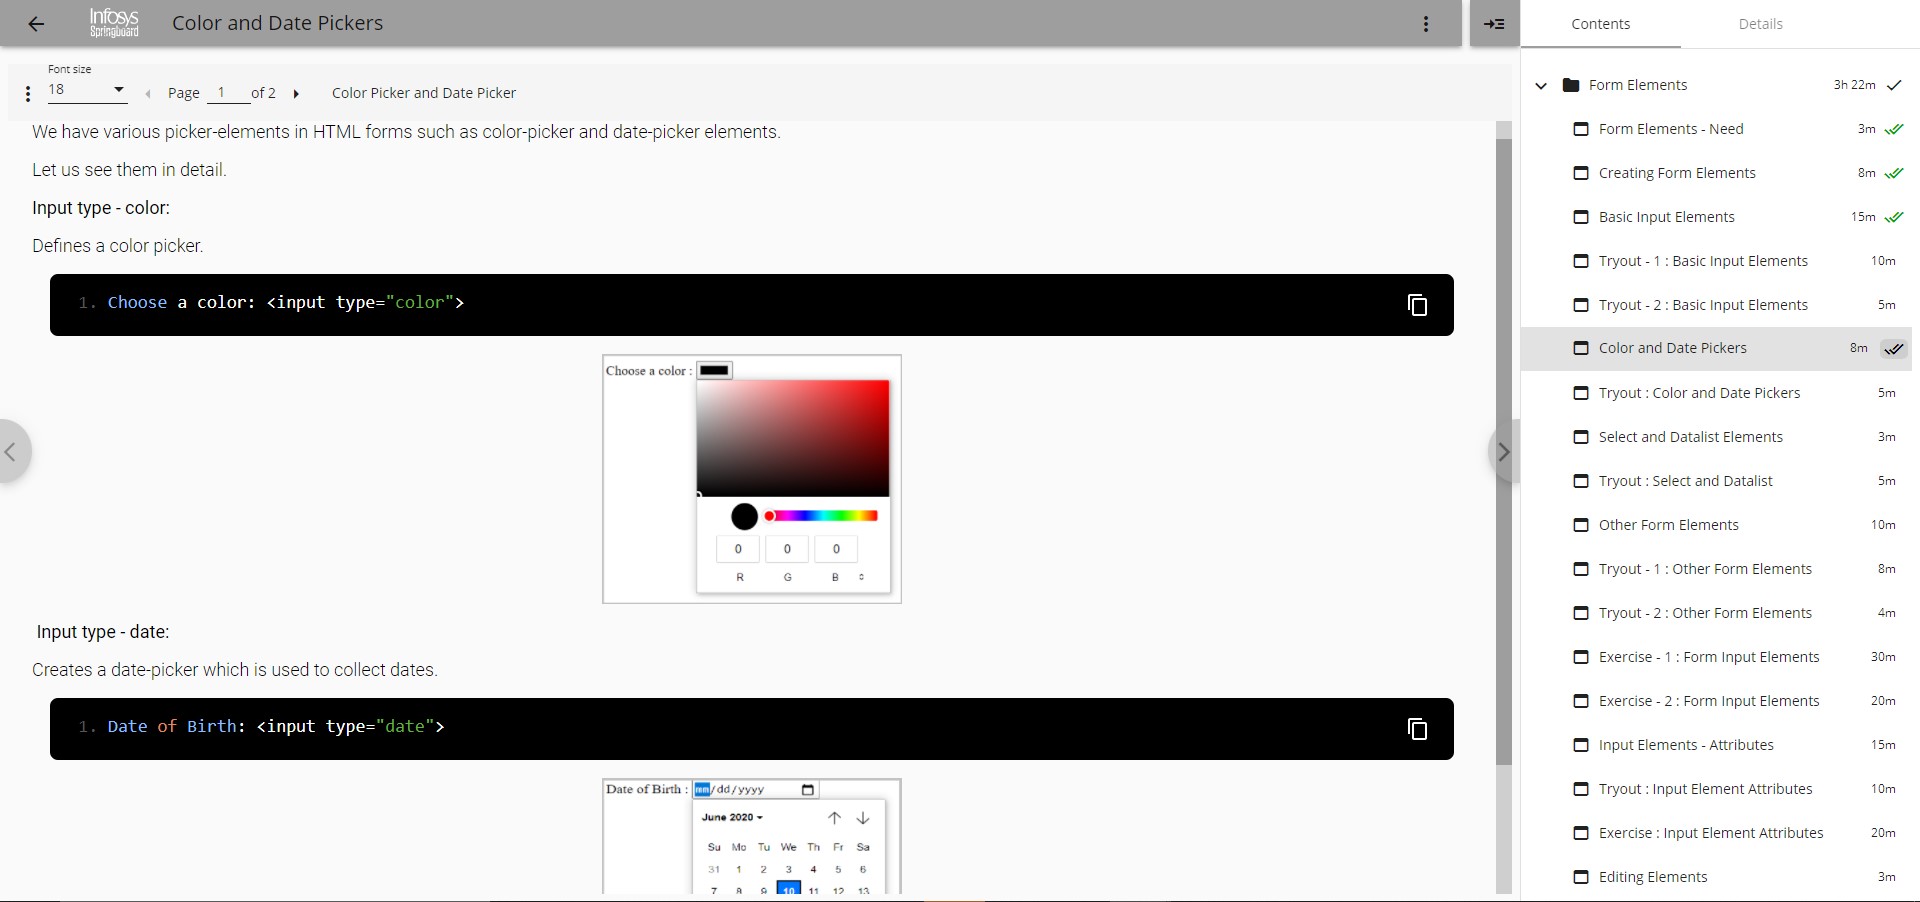 Infosys
Springboard
Color and Date Pickers
Font size
18
Page 1 of 2
Color Picker and Date Picker
We have various picker-elements in HTML forms such as color-picker and date-picker elements.
Let us see them in detail.
Input type - color:
Defines a color picker.
1. Choose a color: <input type="color">
Choose a color :
0 0 0
R G B
Input type - date:
Creates a date-picker which is used to collect dates.
1. Date of Birth: <input type="date">
Date of Birth : mm/dd/yyyy
June 2020
Su Mo Tu We Th Fr Sa
31 1 2 3 4 5 6
7 8 9 10 11 12 13
Contents
Details
Form Elements 3h 22m
Form Elements - Need 3m
Creating Form Elements 8m
Basic Input Elements 15m
Tryout - 1 : Basic Input Elements 10m
Tryout - 2 : Basic Input Elements 5m
Color and Date Pickers 8m
Tryout : Color and Date Pickers 5m
Select and Datalist Elements 3m
Tryout : Select and Datalist 5m
Other Form Elements 10m
Tryout - 1 : Other Form Elements 8m
Tryout - 2 : Other Form Elements 4m
Exercise - 1 : Form Input Elements 30m
Exercise - 2 : Form Input Elements 20m
Input Elements - Attributes 15m
Tryout : Input Element Attributes 10m
Exercise : Input Element Attributes 20m
Editing Elements 3m